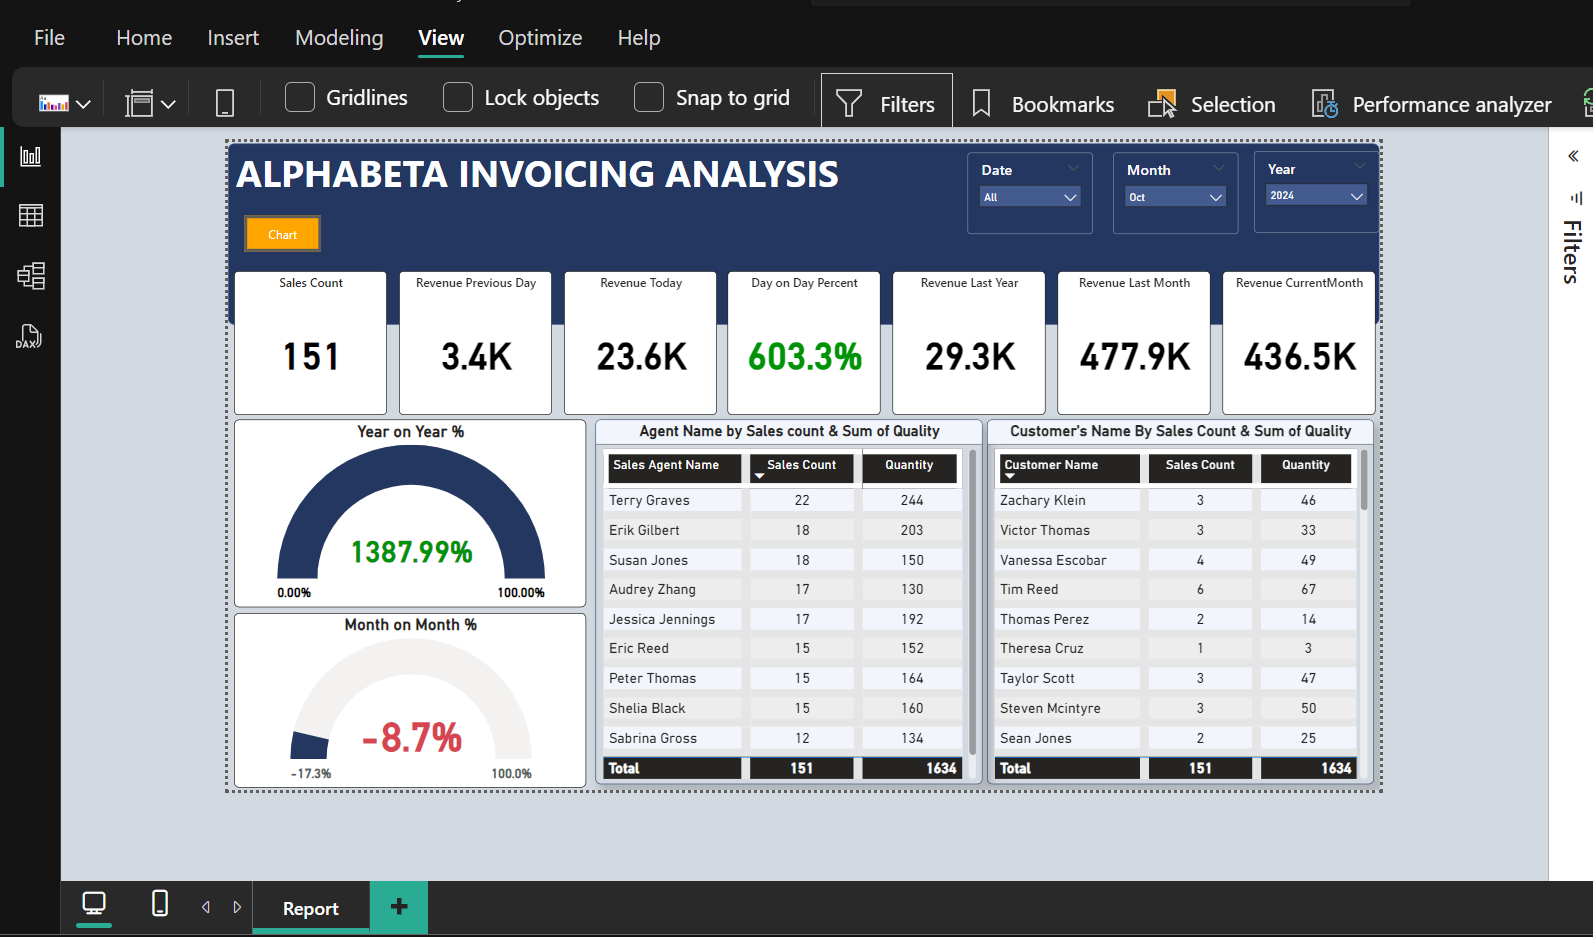 File Home Insert Modeling View Optimize Help
Gridlines Lock objects Snap to grid Filters Bookmarks Selection Performance analyzer
ALPHABETA INVOICING ANALYSIS
Date
All
Month
Oct
Year
2024
Chart
Filters
DAX
Sales Count
151
Revenue Previous Day
3.4K
Revenue Today
23.6K
Day on Day Percent
603.3%
Revenue Last Year
29.3K
Revenue Last Month
477.9K
Revenue CurrentMonth
436.5K
Year on Year %
1387.99%
0.00% 100.00%
Month on Month %
-8.7%
-17.3% 100.0%
Agent Name by Sales count & Sum of Quality
Sales Agent Name Sales Count Quantity
Terry Graves 22 244
Erik Gilbert 18 203
Susan Jones 18 150
Audrey Zhang 17 130
Jessica Jennings 17 192
Eric Reed 15 152
Peter Thomas 15 164
Shelia Black 15 160
Sabrina Gross 12 134
Total 151 1634
Customer's Name By Sales Count & Sum of Quality
Customer Name Sales Count Quantity
Zachary Klein 3 46
Victor Thomas 3 33
Vanessa Escobar 4 49
Tim Reed 6 67
Thomas Perez 2 14
Theresa Cruz 1 3
Taylor Scott 3 47
Steven Mcintyre 3 50
Sean Jones 2 25
Total 151 1634
Report +